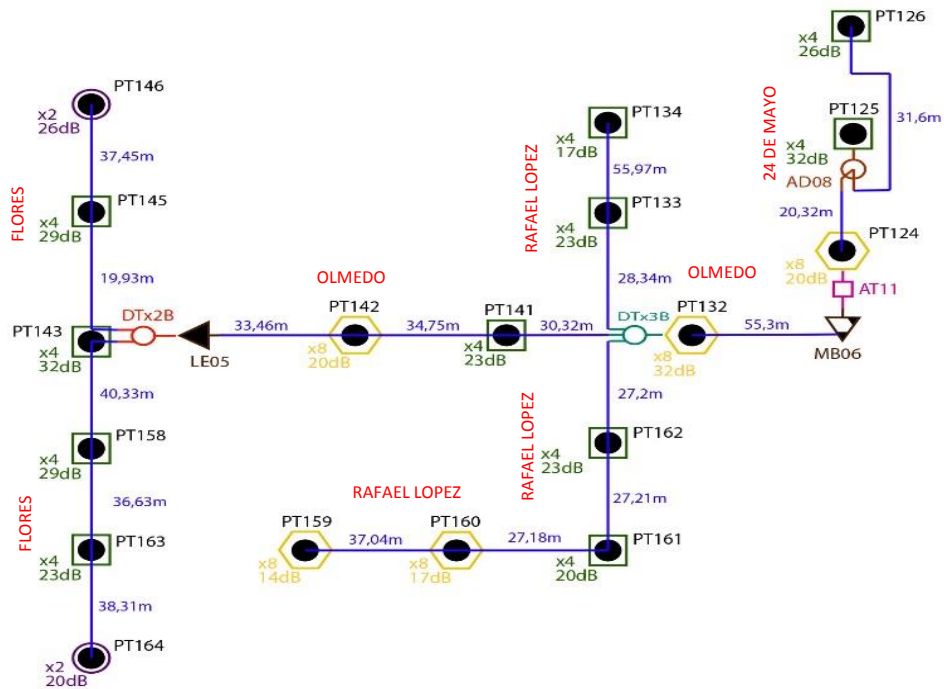 PT126
x4
26dB
PT146
x2
26dB
31,6m
24 DE MAYO
PT125
x4
32dB
AD08
PT134
x4
17dB
37,45m
55,97m
FLORES
RAFAEL LOPEZ
PT145
x4
29dB
PT133
x4
23dB
20,32m
PT124
x8
20dB
AT11
19,93m
OLMEDO
28,34m
OLMEDO
DTx2B
PT143
x4
32dB
LE05
33,46m
PT142
x8
20dB
34,75m
PT141
x4
23dB
30,32m
DTx3B
PT132
x8
32dB
55,3m
MB06
40,33m
27,2m
PT158
x4
29dB
RAFAEL LOPEZ
PT162
x4
23dB
36,63m
FLORES
RAFAEL LOPEZ
27,21m
PT163
x4
23dB
PT159
x8
14dB
37,04m
PT160
x8
17dB
27,18m
PT161
x4
20dB
38,31m
PT164
x2
20dB